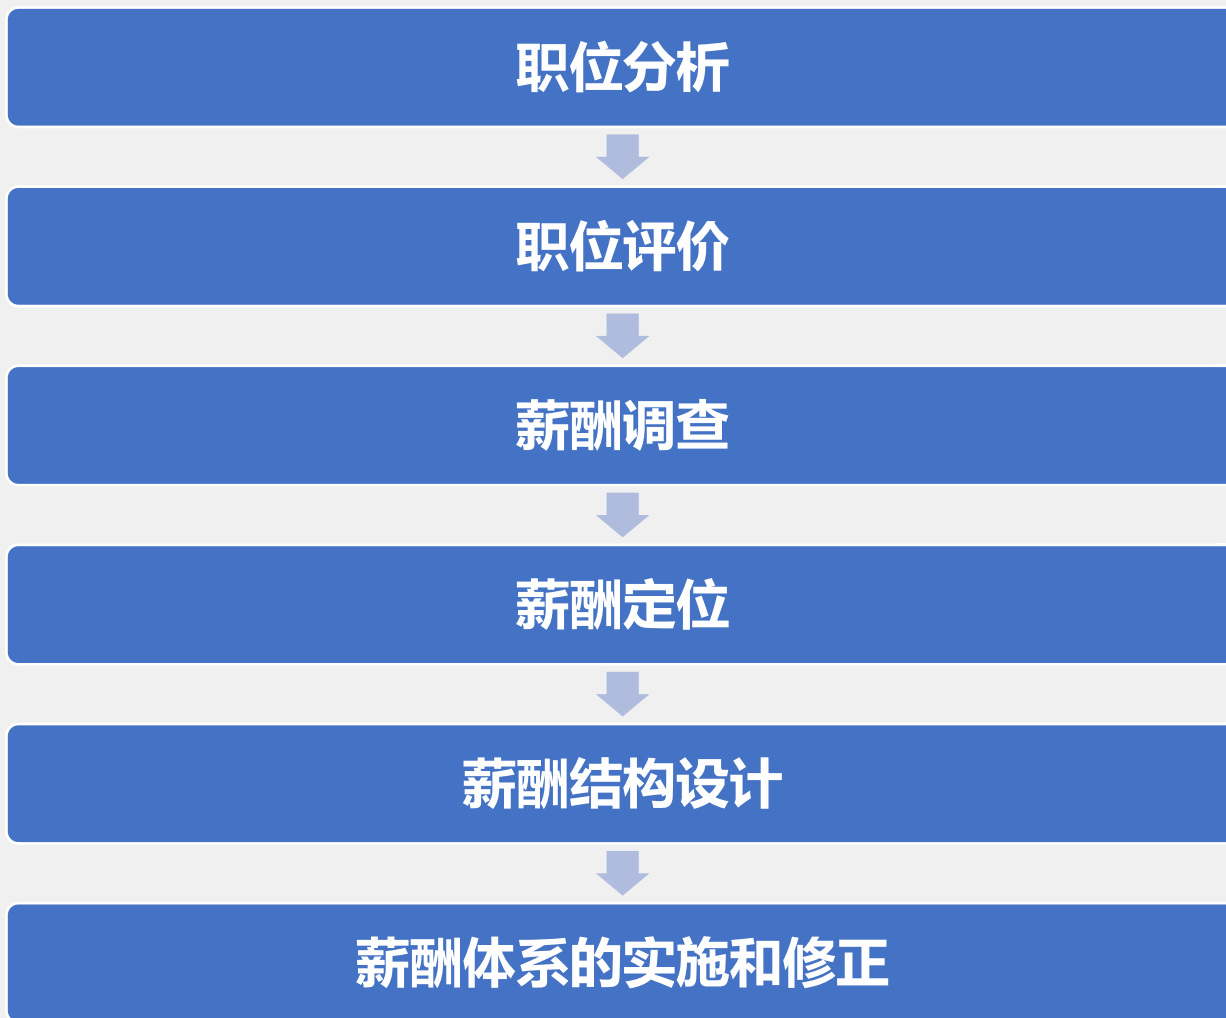 职位分析
职位评价
薪酬调查
薪酬定位
薪酬结构设计
薪酬体系的实施和修正